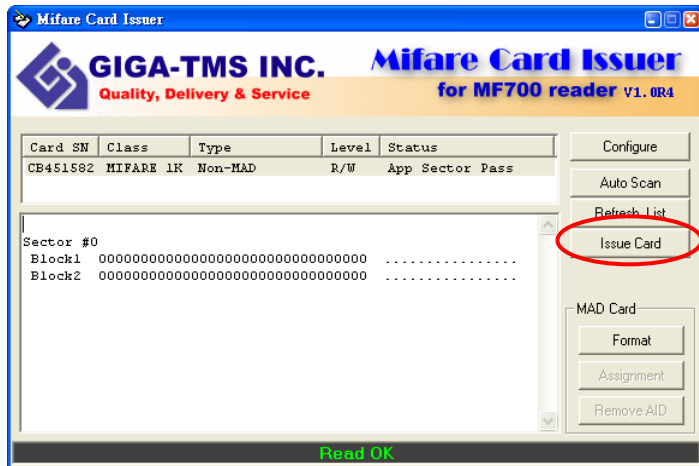 Mifare Card Issuer
GIGA-TMS INC.
Quality, Delivery & Service
Mifare Card Issuer
for MF700 reader V1.0R4
Card SN Class Type Level Status
CB451582 MIFARE 1K Non-MAD R/W App Sector Pass
Configure
Auto Scan
Refresh List
Issue Card
Sector #0
Block1 00000000000000000000000000000000 ................
Block2 00000000000000000000000000000000 ................
MAD Card
Format
Assignment
Remove AID
Read OK